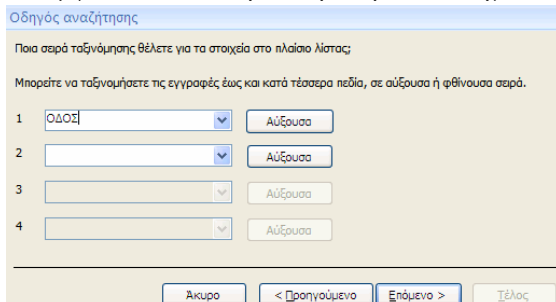 Οδηγός αναζήτησης
Ποια σειρά ταξινόμησης θέλετε για τα στοιχεία στο πλαίσιο λίστας;
Μπορείτε να ταξινομήσετε τις εγγραφές έως και κατά τέσσερα πεδία, σε αύξουσα ή φθίνουσα σειρά.
1 ΟΔΟΣ Αύξουσα
2 Αύξουσα
3 Αύξουσα
4 Αύξουσα
Άκυρο < Προηγούμενο Επόμενο > Τέλος